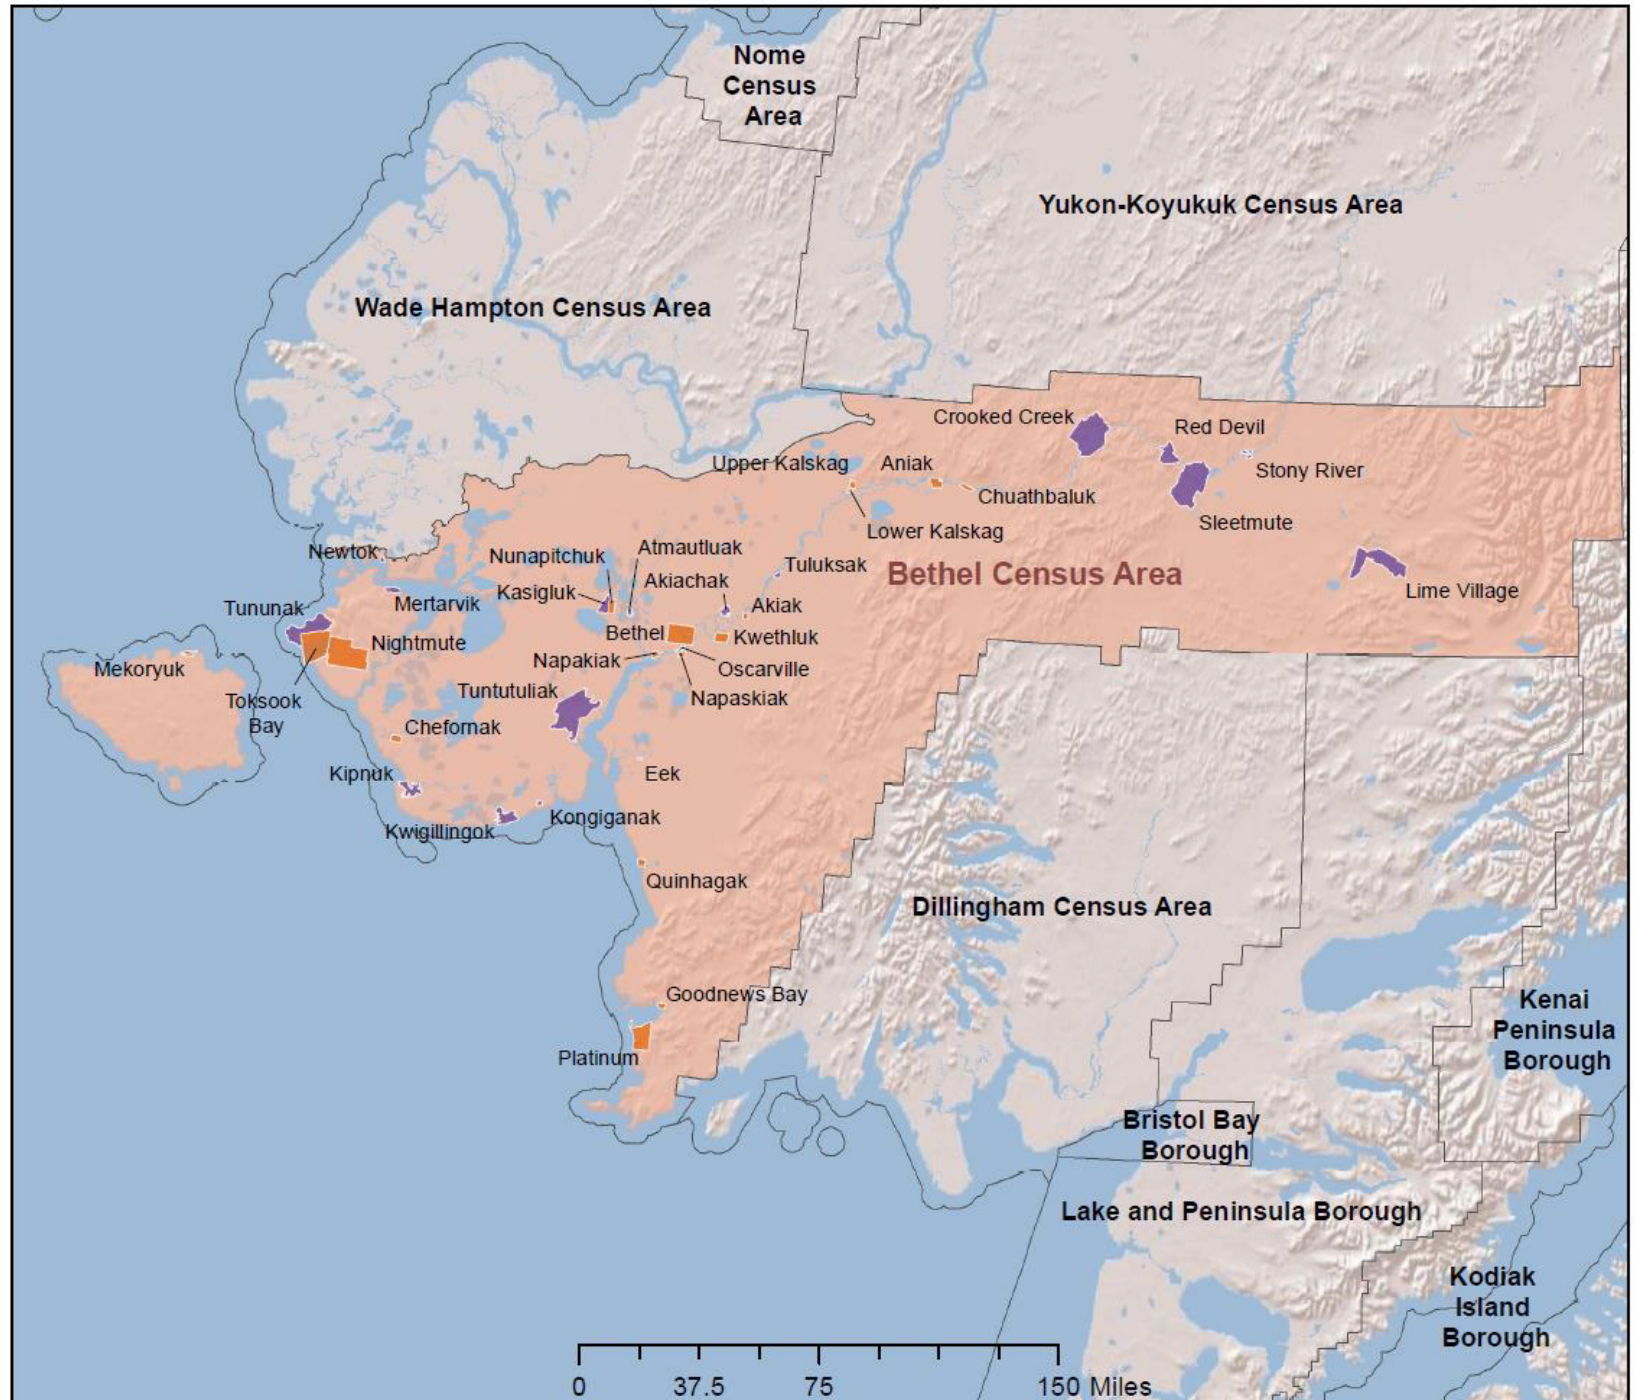 Nome
Census
Area
Yukon-Koyukuk Census Area
Wade Hampton Census Area
Crooked Creek
Red Devil
Upper Kalskag
Aniak
Stony River
Chuathbaluk
Sleetmute
Lower Kalskag
Newtok
Nunapitchuk
Atmautluak
Tuluksak
Bethel Census Area
Akiachak
Kasigluk
Lime Village
Mertarvik
Akiak
Tununak
Bethel
Kwethluk
Nightmute
Napakiak
Oscarville
Mekoryuk
Tuntutuliak
Napaskiak
Toksook
Bay
Chefornak
Kipnuk
Eek
Kongiganak
Kwigillingok
Quinhagak
Dillingham Census Area
Goodnews Bay
Kenai
Peninsula
Borough
Platinum
Bristol Bay
Borough
Lake and Peninsula Borough
Kodiak
Island
Borough
0 37.5 75 150 Miles